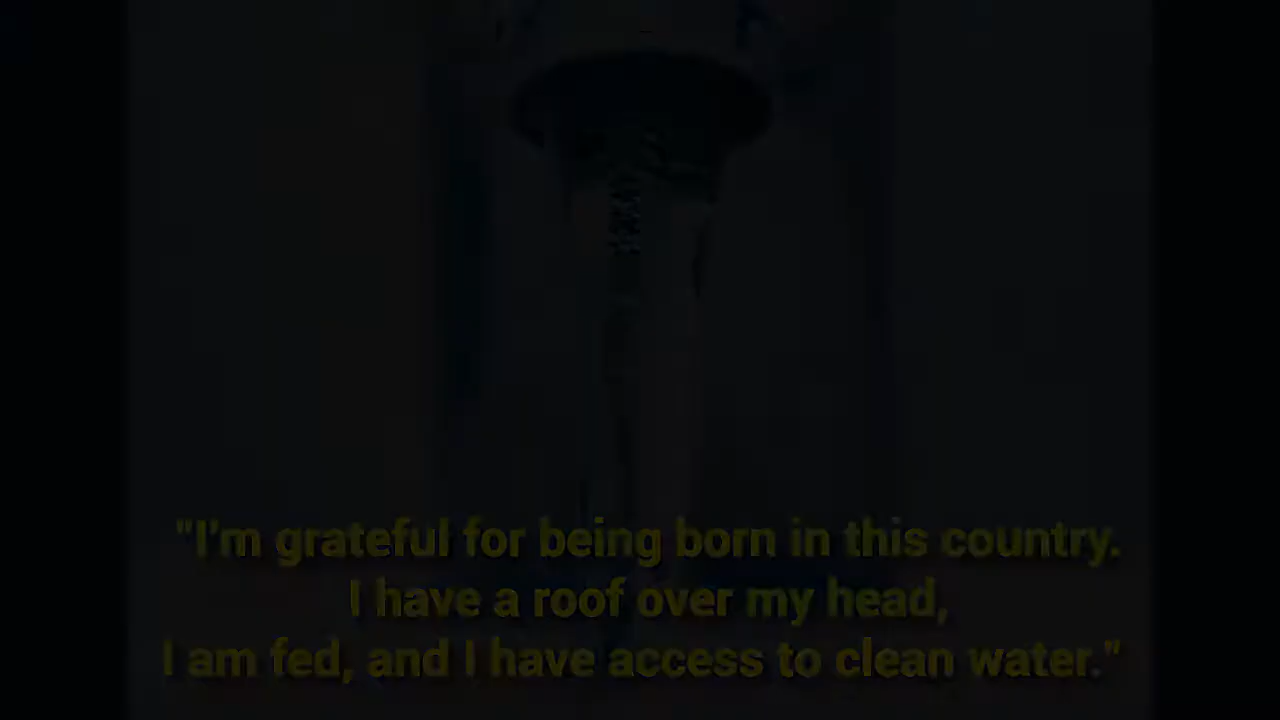 "I'm grateful for being born in this country.
I have a roof over my head,
I am fed, and I have access to clean water."